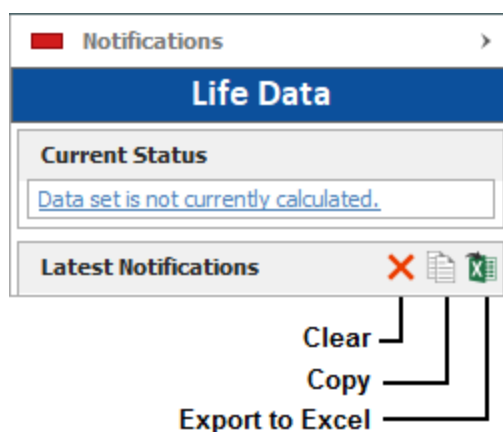 Notifications
Life Data
Current Status
Data set is not currently calculated.
Latest Notifications
Clear
Copy
Export to Excel